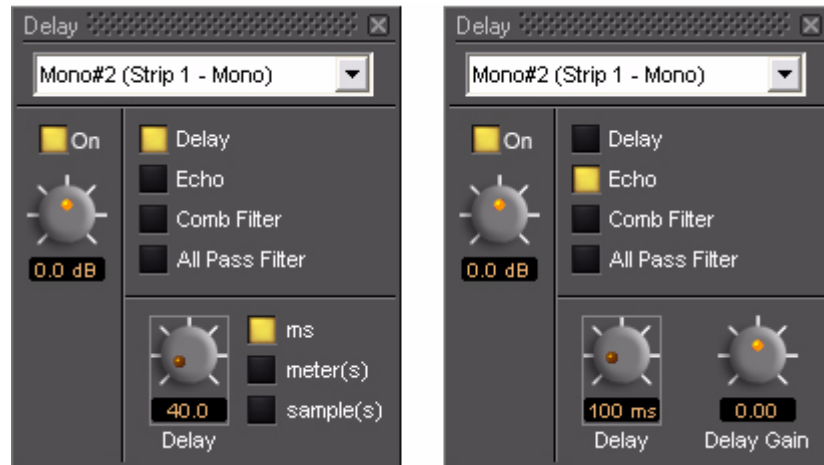 Delay
Mono#2 (Strip 1 - Mono)
On
0.0 dB
Delay
Echo
Comb Filter
All Pass Filter
40.0
Delay
ms
meter(s)
sample(s)
Delay
Mono#2 (Strip 1 - Mono)
On
0.0 dB
Delay
Echo
Comb Filter
All Pass Filter
100 ms
Delay
0.00
Delay Gain